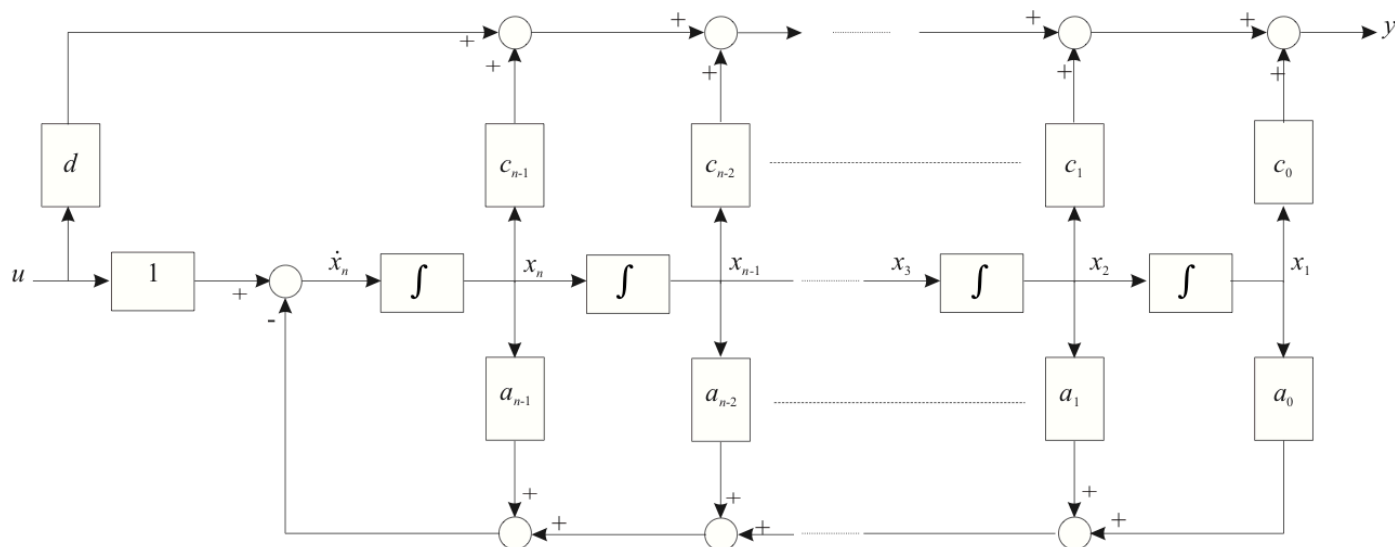 + + + + y
+ + + +
d c_{n-1} c_{n-2} c_1 c_0
u 1 + - ẋ_n ∫ x_n ∫ x_{n-1} x_3 ∫ x_2 ∫ x_1
a_{n-1} a_{n-2} a_1 a_0
+ + +
+ + +